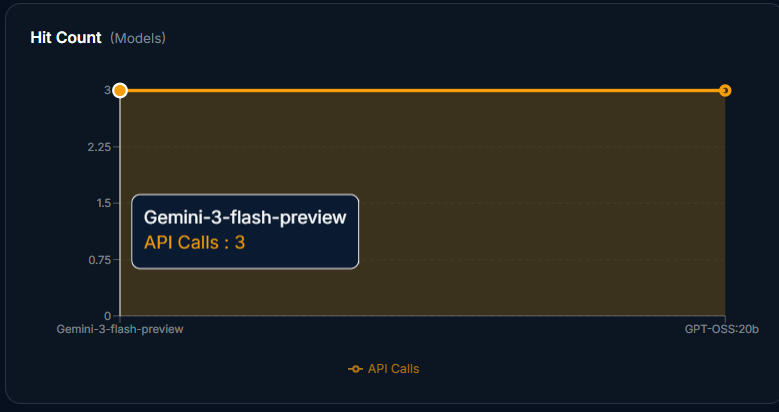 Hit Count (Models)
3
2.25
1.5
0.75
0
Gemini-3-flash-preview
API Calls : 3
Gemini-3-flash-preview
GPT-OSS:20b
API Calls